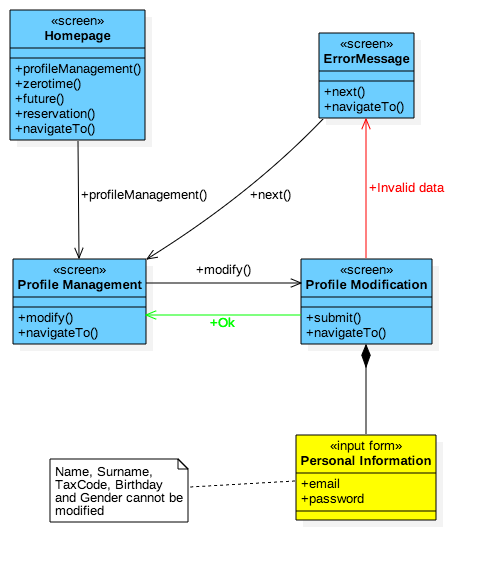 «screen»
Homepage
+profileManagement()
+zerotime()
+future()
+reservation()
+navigateTo()
«screen»
ErrorMessage
+next()
+navigateTo()
+profileManagement()
+next()
+Invalid data
«screen»
Profile Management
+modify()
+navigateTo()
+modify()
+Ok
«screen»
Profile Modification
+submit()
+navigateTo()
«input form»
Personal Information
+email
+password
Name, Surname,
TaxCode, Birthday
and Gender cannot be
modified